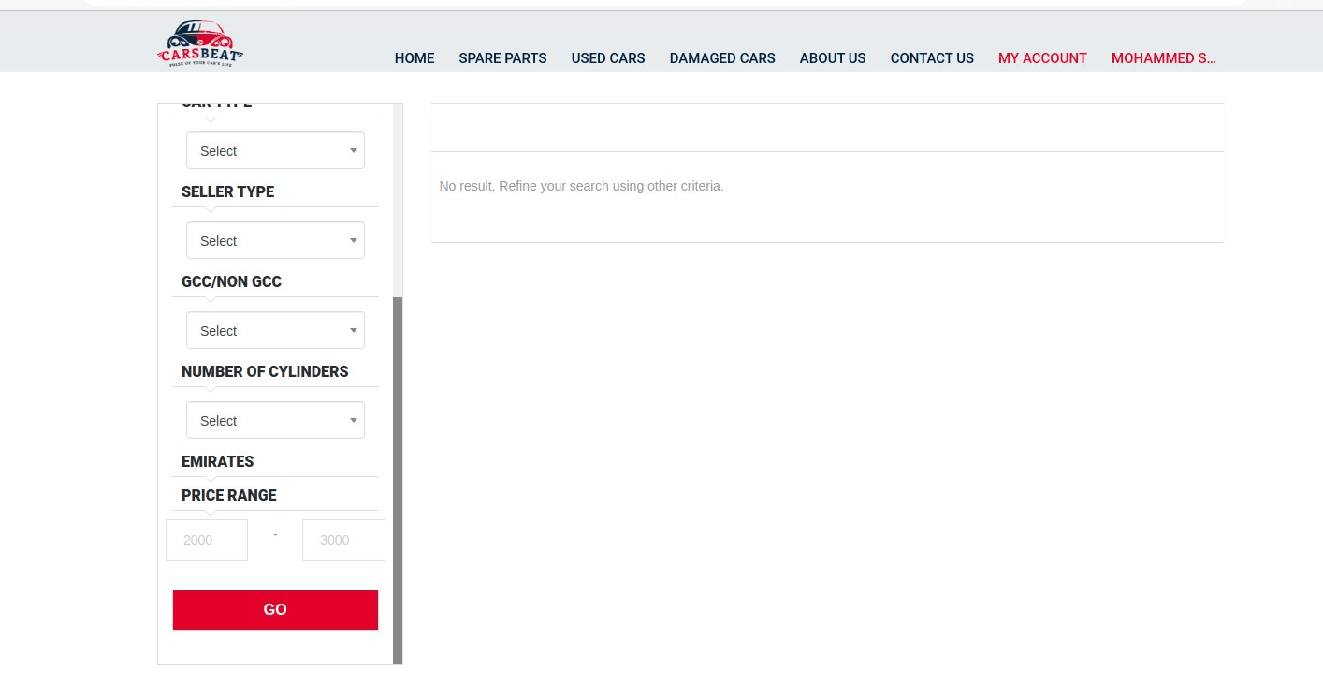 CARSBEAT
PULSE OF YOUR CAR'S LIFE
HOME SPARE PARTS USED CARS DAMAGED CARS ABOUT US CONTACT US MY ACCOUNT MOHAMMED S...
CAR TYPE
Select
SELLER TYPE
Select
GCC/NON GCC
Select
NUMBER OF CYLINDERS
Select
EMIRATES
PRICE RANGE
2000 - 3000
GO
No result. Refine your search using other criteria.